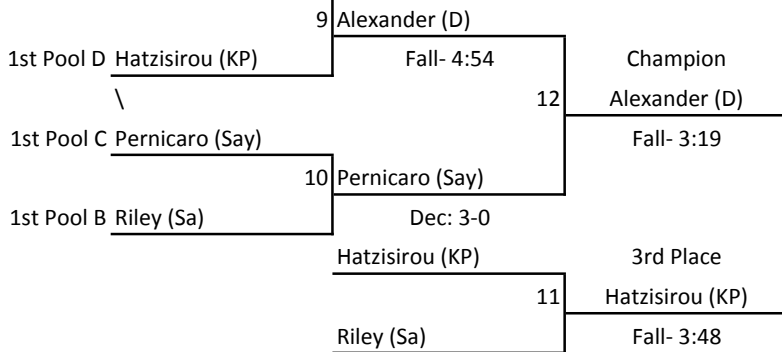 9 Alexander (D)
1st Pool D Hatzisirou (KP) Fall- 4:54 Champion
\ 12 Alexander (D)
1st Pool C Pernicaro (Say) Fall- 3:19
10 Pernicaro (Say)
1st Pool B Riley (Sa) Dec: 3-0
Hatzisirou (KP) 3rd Place
11 Hatzisirou (KP)
Riley (Sa) Fall- 3:48